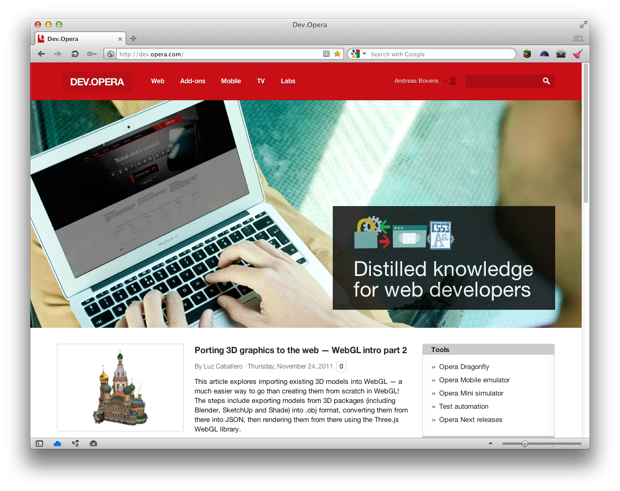 Dev.Opera
Dev.Opera
http://dev.opera.com/
Search with Google
DEV.OPERA
Web
Add-ons
Mobile
TV
Labs
Andreas Bovens
Total data speed
MacBook Air
Distilled knowledge
for web developers
Porting 3D graphics to the web — WebGL intro part 2
By Luz Caballero · Thursday, November 24, 2011 0
This article explores importing existing 3D models into WebGL — a
much easier way to go than creating them from scratch in WebGL!
The steps include exporting models from 3D packages (including
Blender, SketchUp and Shade) into .obj format, converting them from
there into JSON, then rendering them from there using the Three.js
WebGL library.
Tools
» Opera Dragonfly
» Opera Mobile emulator
» Opera Mini simulator
» Test automation
» Opera Next releases